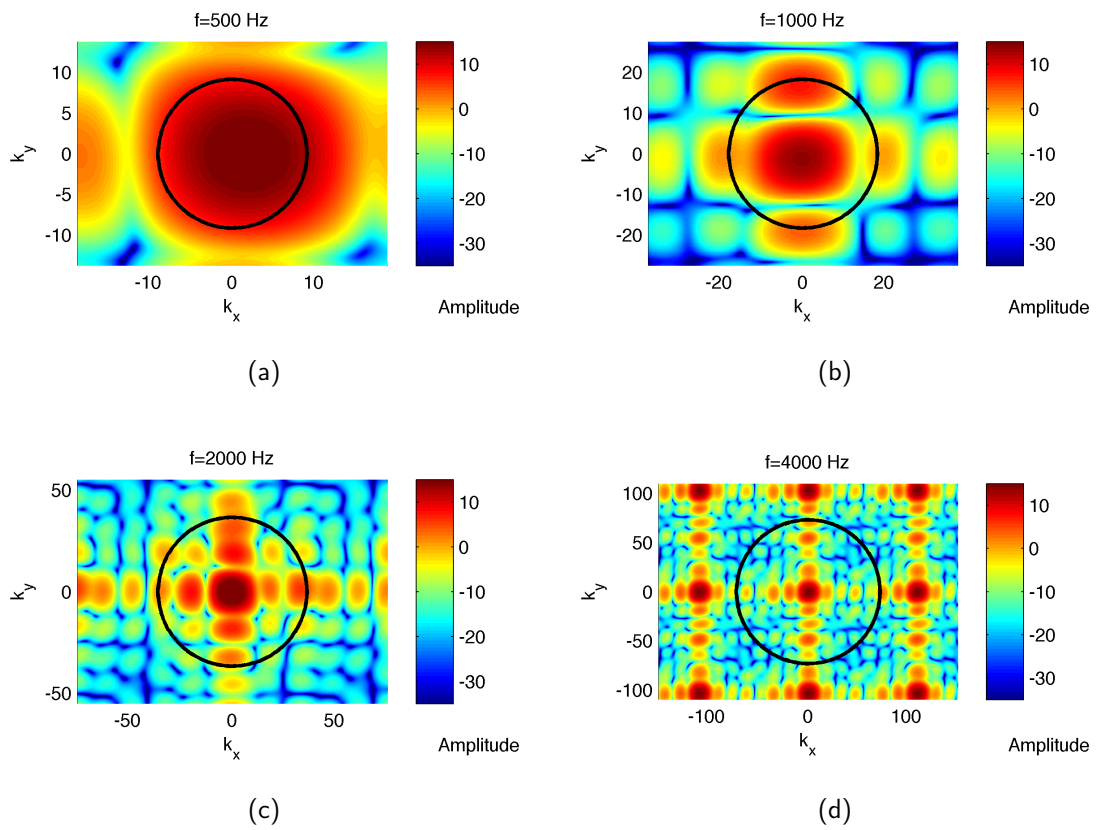 f=500 Hz
10
5
0
-5
-10
k_y
-10 0 10
k_x
10
0
-10
-20
-30
Amplitude
(a)
f=1000 Hz
20
10
0
-10
-20
k_y
-20 0 20
k_x
10
0
-10
-20
-30
Amplitude
(b)
f=2000 Hz
50
0
-50
k_y
-50 0 50
k_x
10
0
-10
-20
-30
Amplitude
(c)
f=4000 Hz
100
50
0
-50
-100
k_y
-100 0 100
k_x
10
0
-10
-20
-30
Amplitude
(d)